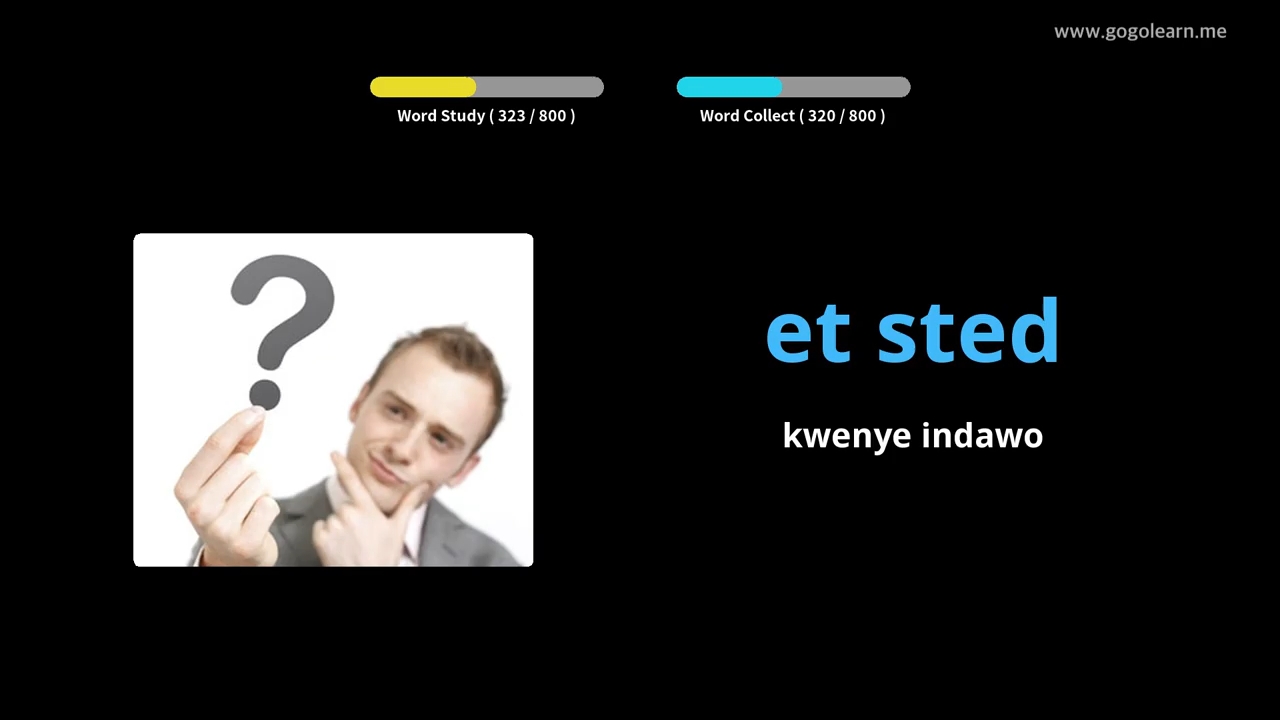 www.gogolearn.me
Word Study ( 323 / 800 )
Word Collect ( 320 / 800 )
et sted
kwenye indawo